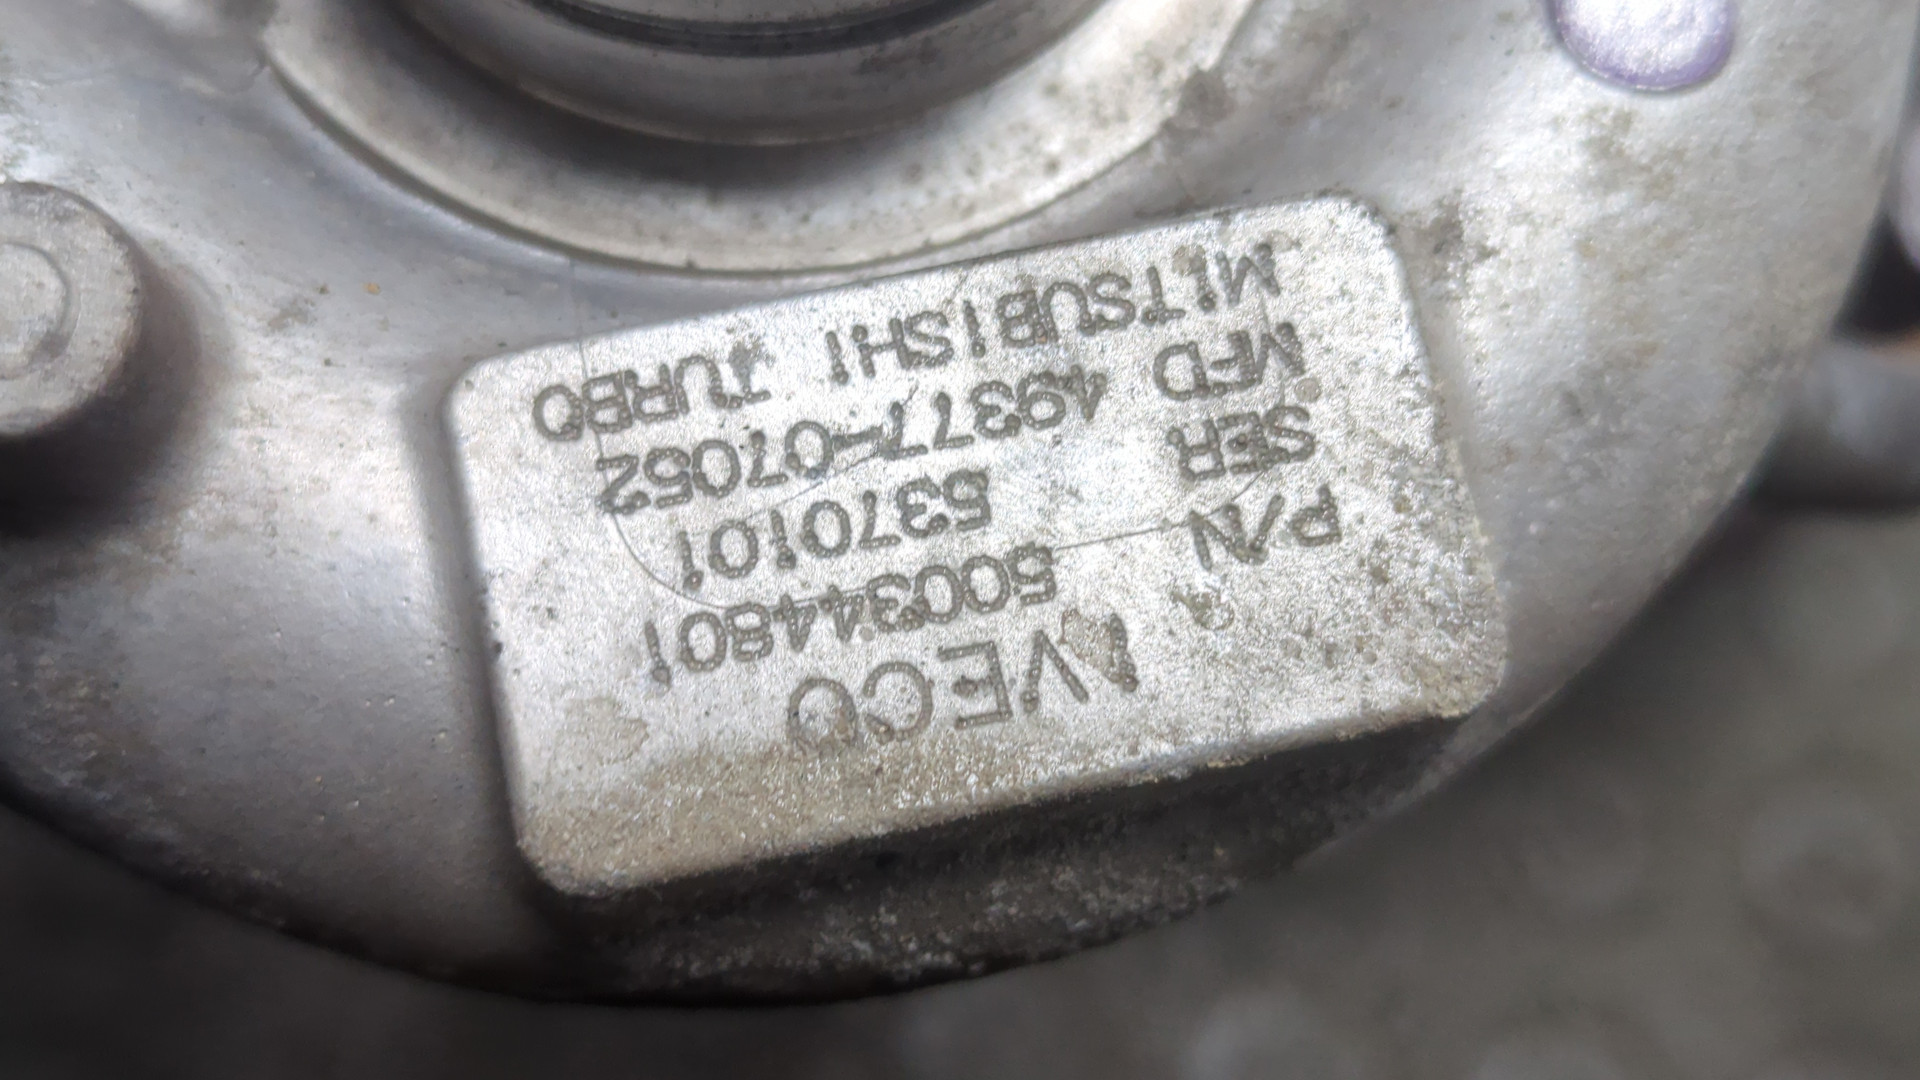 IVECO
P/N 500344801
SER 5370101
MFD 49377-07052
MITSUBISHI TURBO